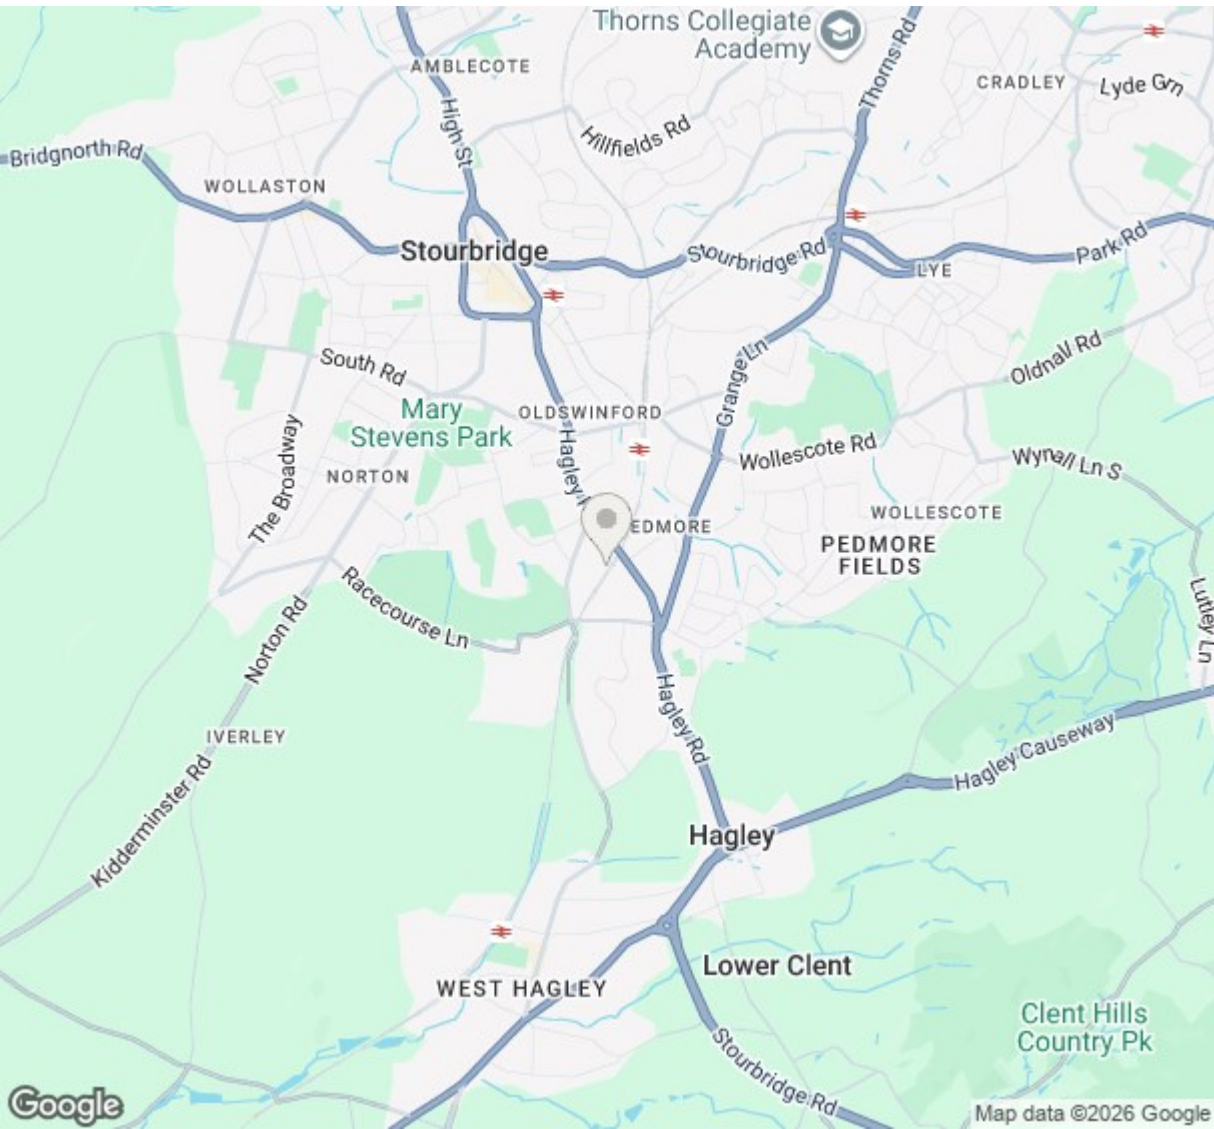 Thorns Collegiate
Academy
Thorns Rd
AMBLECOTE
CRADLEY
Lyde Grn
High St
Hillfields Rd
Bridgnorth Rd
WOLLASTON
Stourbridge
Stourbridge Rd
Park Rd
LYE
South Rd
Grange Ln
Oldnall Rd
Mary
Stevens Park
OLDSWINFORD
The Broadway
Hagley
Wollescote Rd
Wynall Ln S
NORTON
EDMORE
WOLLESCOTE
PEDMORE
FIELDS
Racecourse Ln
Norton Rd
Lutley Ln
Hagley Rd
IVERLEY
Hagley Causeway
Kidderminster Rd
Hagley
Lower Clent
WEST HAGLEY
Clent Hills
Country Pk
Stourbridge Rd
Google
Map data ©2026 Google